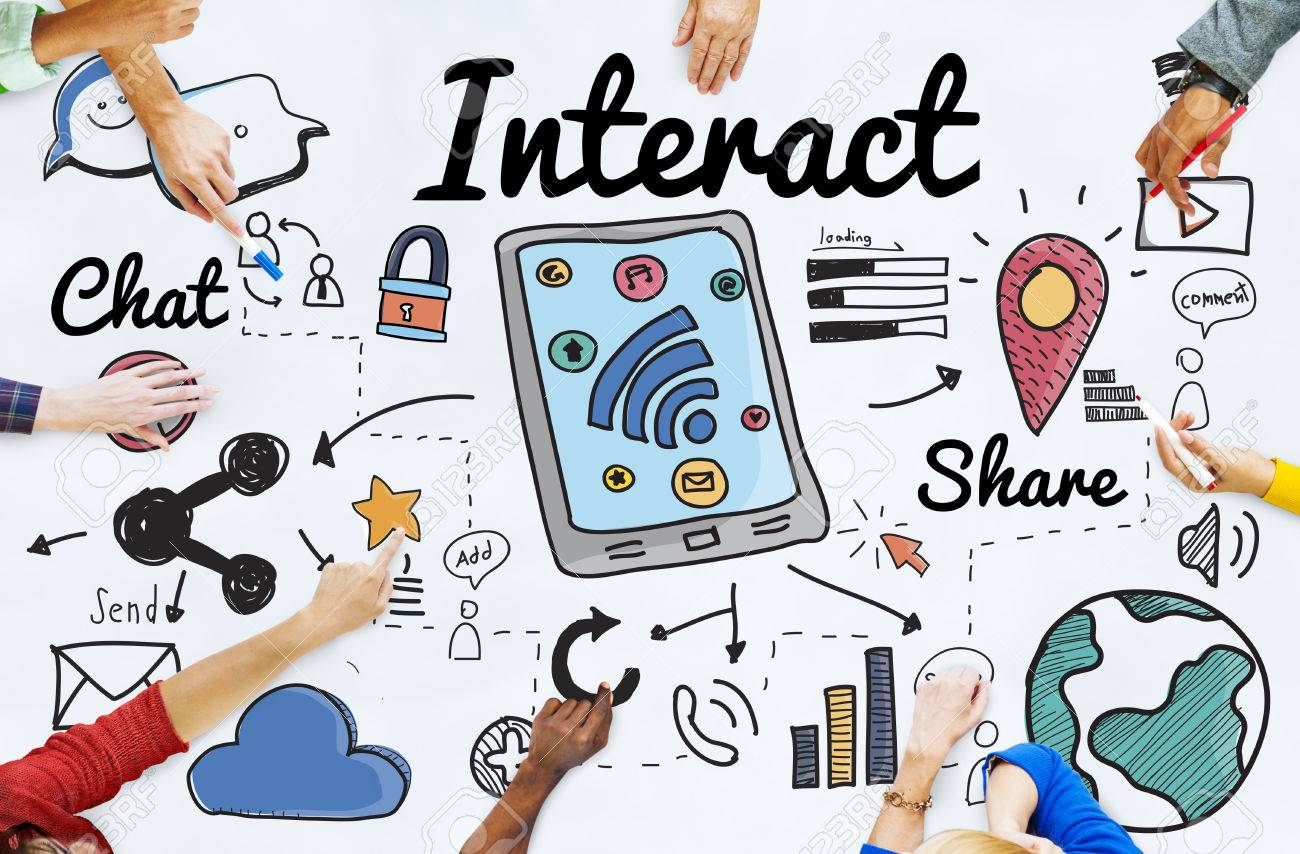 Interact
Chat
loading
comment
Share
Add
Send